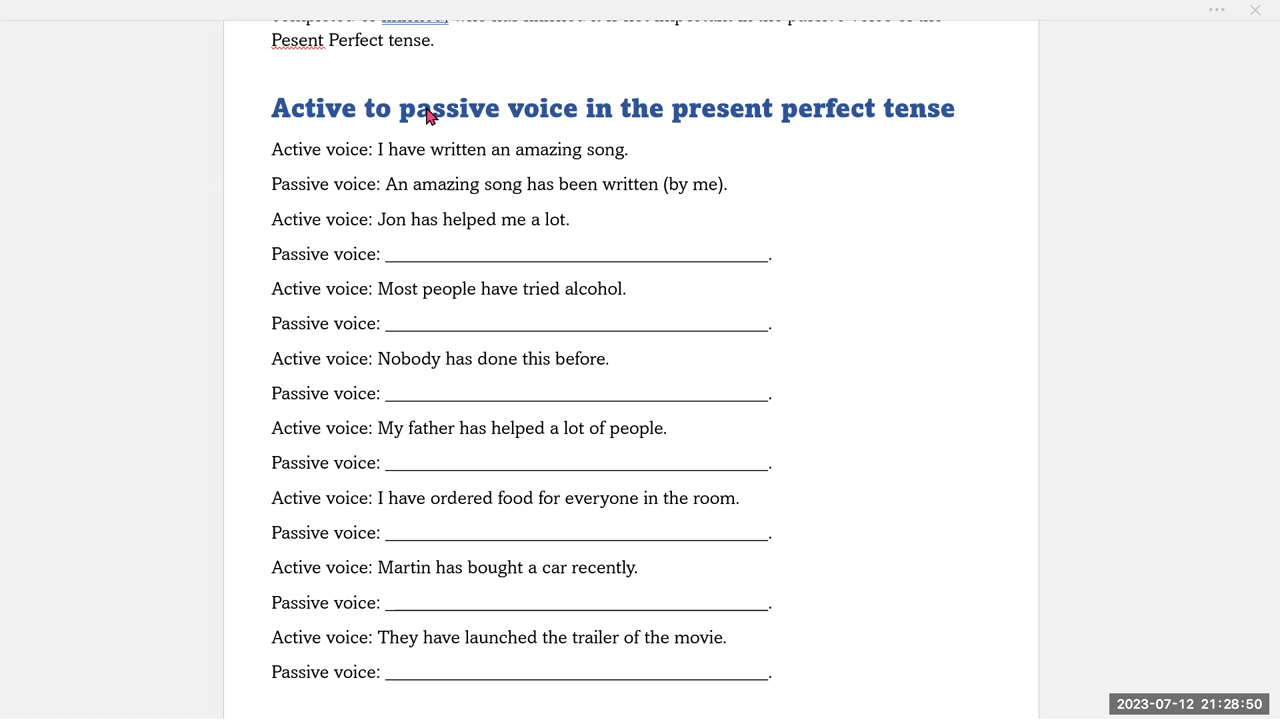 Pesent Perfect tense.
Active to passive voice in the present perfect tense
Active voice: I have written an amazing song.
Passive voice: An amazing song has been written (by me).
Active voice: Jon has helped me a lot.
Passive voice: ________________________________________.
Active voice: Most people have tried alcohol.
Passive voice: ________________________________________.
Active voice: Nobody has done this before.
Passive voice: ________________________________________.
Active voice: My father has helped a lot of people.
Passive voice: ________________________________________.
Active voice: I have ordered food for everyone in the room.
Passive voice: ________________________________________.
Active voice: Martin has bought a car recently.
Passive voice: ________________________________________.
Active voice: They have launched the trailer of the movie.
Passive voice: ________________________________________.
2023-07-12 21:28:50